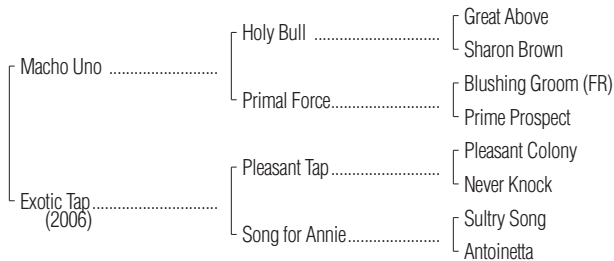 Great Above
Holy Bull ....................................
Sharon Brown
Macho Uno ...............................
Blushing Groom (FR)
Primal Force...............................
Prime Prospect
Pleasant Colony
Pleasant Tap ...............................
Never Knock
Exotic Tap....................................
(2006)
Sultry Song
Song for Annie..........................
Antoinetta